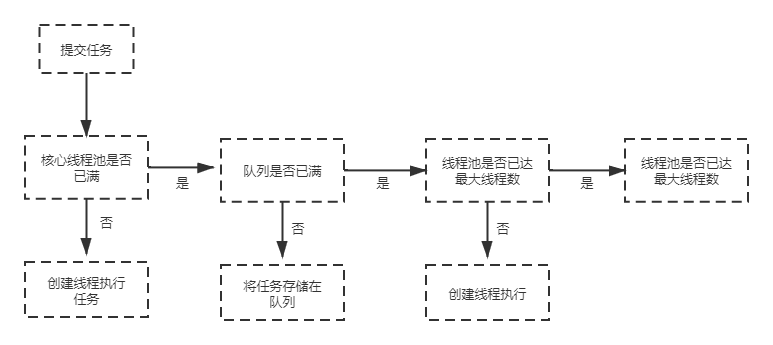 提交任务
核心线程池是否
已满
是
队列是否已满
是
线程池是否已达
最大线程数
是
线程池是否已达
最大线程数
否
否
否
创建线程执行
任务
将任务存储在
队列
创建线程执行